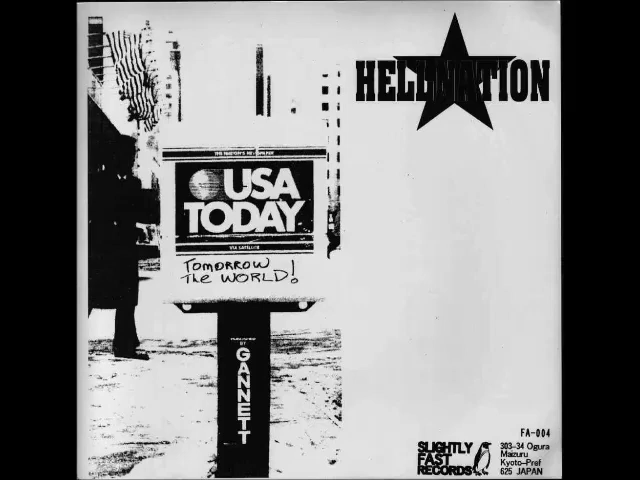 HELLNATION
THE NATION'S NEWSPAPER
USA
TODAY
VIA SATELLITE
TOMORROW
The WORLD!
PUBLISHED
BY
GANNETT
FA-004
SLIGHTLY
FAST
RECORDS
303-34 Ogura
Maizuru
Kyoto-Pref
625 JAPAN